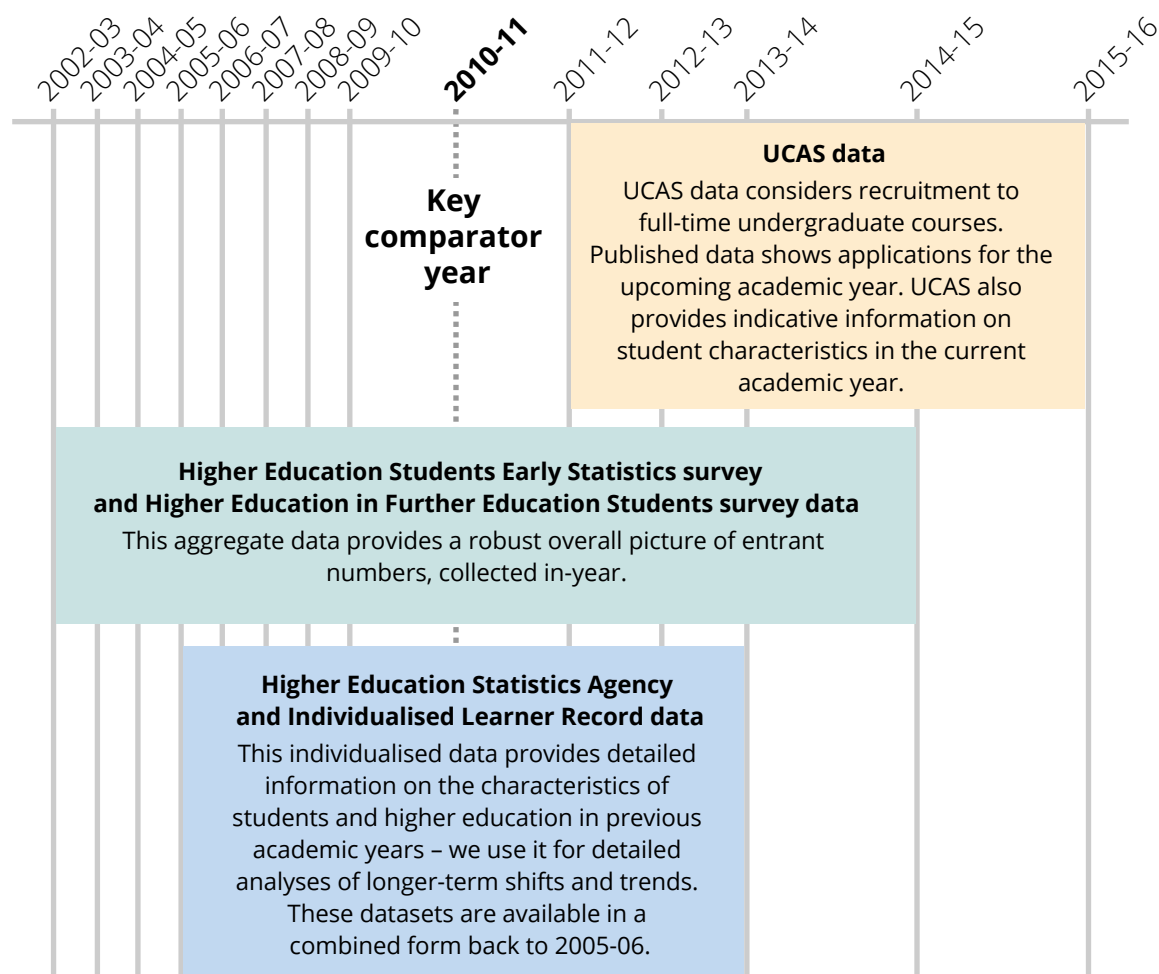 2002-03
2003-04
2004-05
2005-06
2006-07
2007-08
2008-09
2009-10
2010-11
2011-12
2012-13
2013-14
2014-15
2015-16
Key
comparator
year
UCAS data
UCAS data considers recruitment to
full-time undergraduate courses.
Published data shows applications for the
upcoming academic year. UCAS also
provides indicative information on
student characteristics in the current
academic year.
Higher Education Students Early Statistics survey
and Higher Education in Further Education Students survey data
This aggregate data provides a robust overall picture of entrant
numbers, collected in-year.
Higher Education Statistics Agency
and Individualised Learner Record data
This individualised data provides detailed
information on the characteristics of
students and higher education in previous
academic years – we use it for detailed
analyses of longer-term shifts and trends.
These datasets are available in a
combined form back to 2005-06.